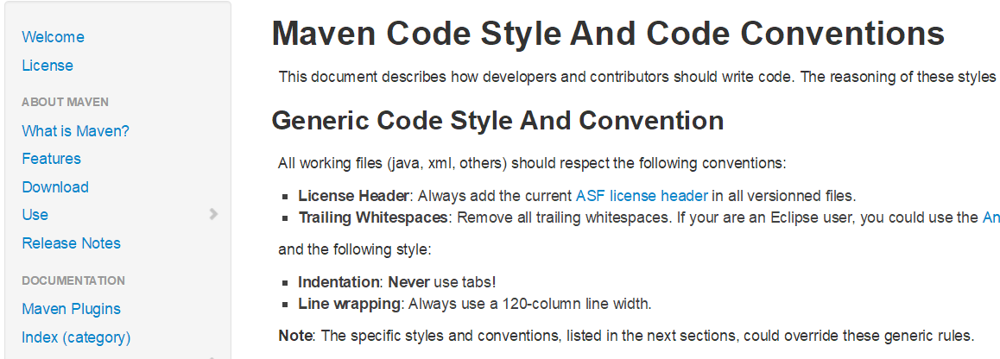 Welcome
License
ABOUT MAVEN
What is Maven?
Features
Download
Use
Release Notes
DOCUMENTATION
Maven Plugins
Index (category)
Maven Code Style And Code Conventions
This document describes how developers and contributors should write code. The reasoning of these styles
Generic Code Style And Convention
All working files (java, xml, others) should respect the following conventions:
License Header: Always add the current ASF license header in all versionned files.
Trailing Whitespaces: Remove all trailing whitespaces. If your are an Eclipse user, you could use the An
and the following style:
Indentation: Never use tabs!
Line wrapping: Always use a 120-column line width.
Note: The specific styles and conventions, listed in the next sections, could override these generic rules.